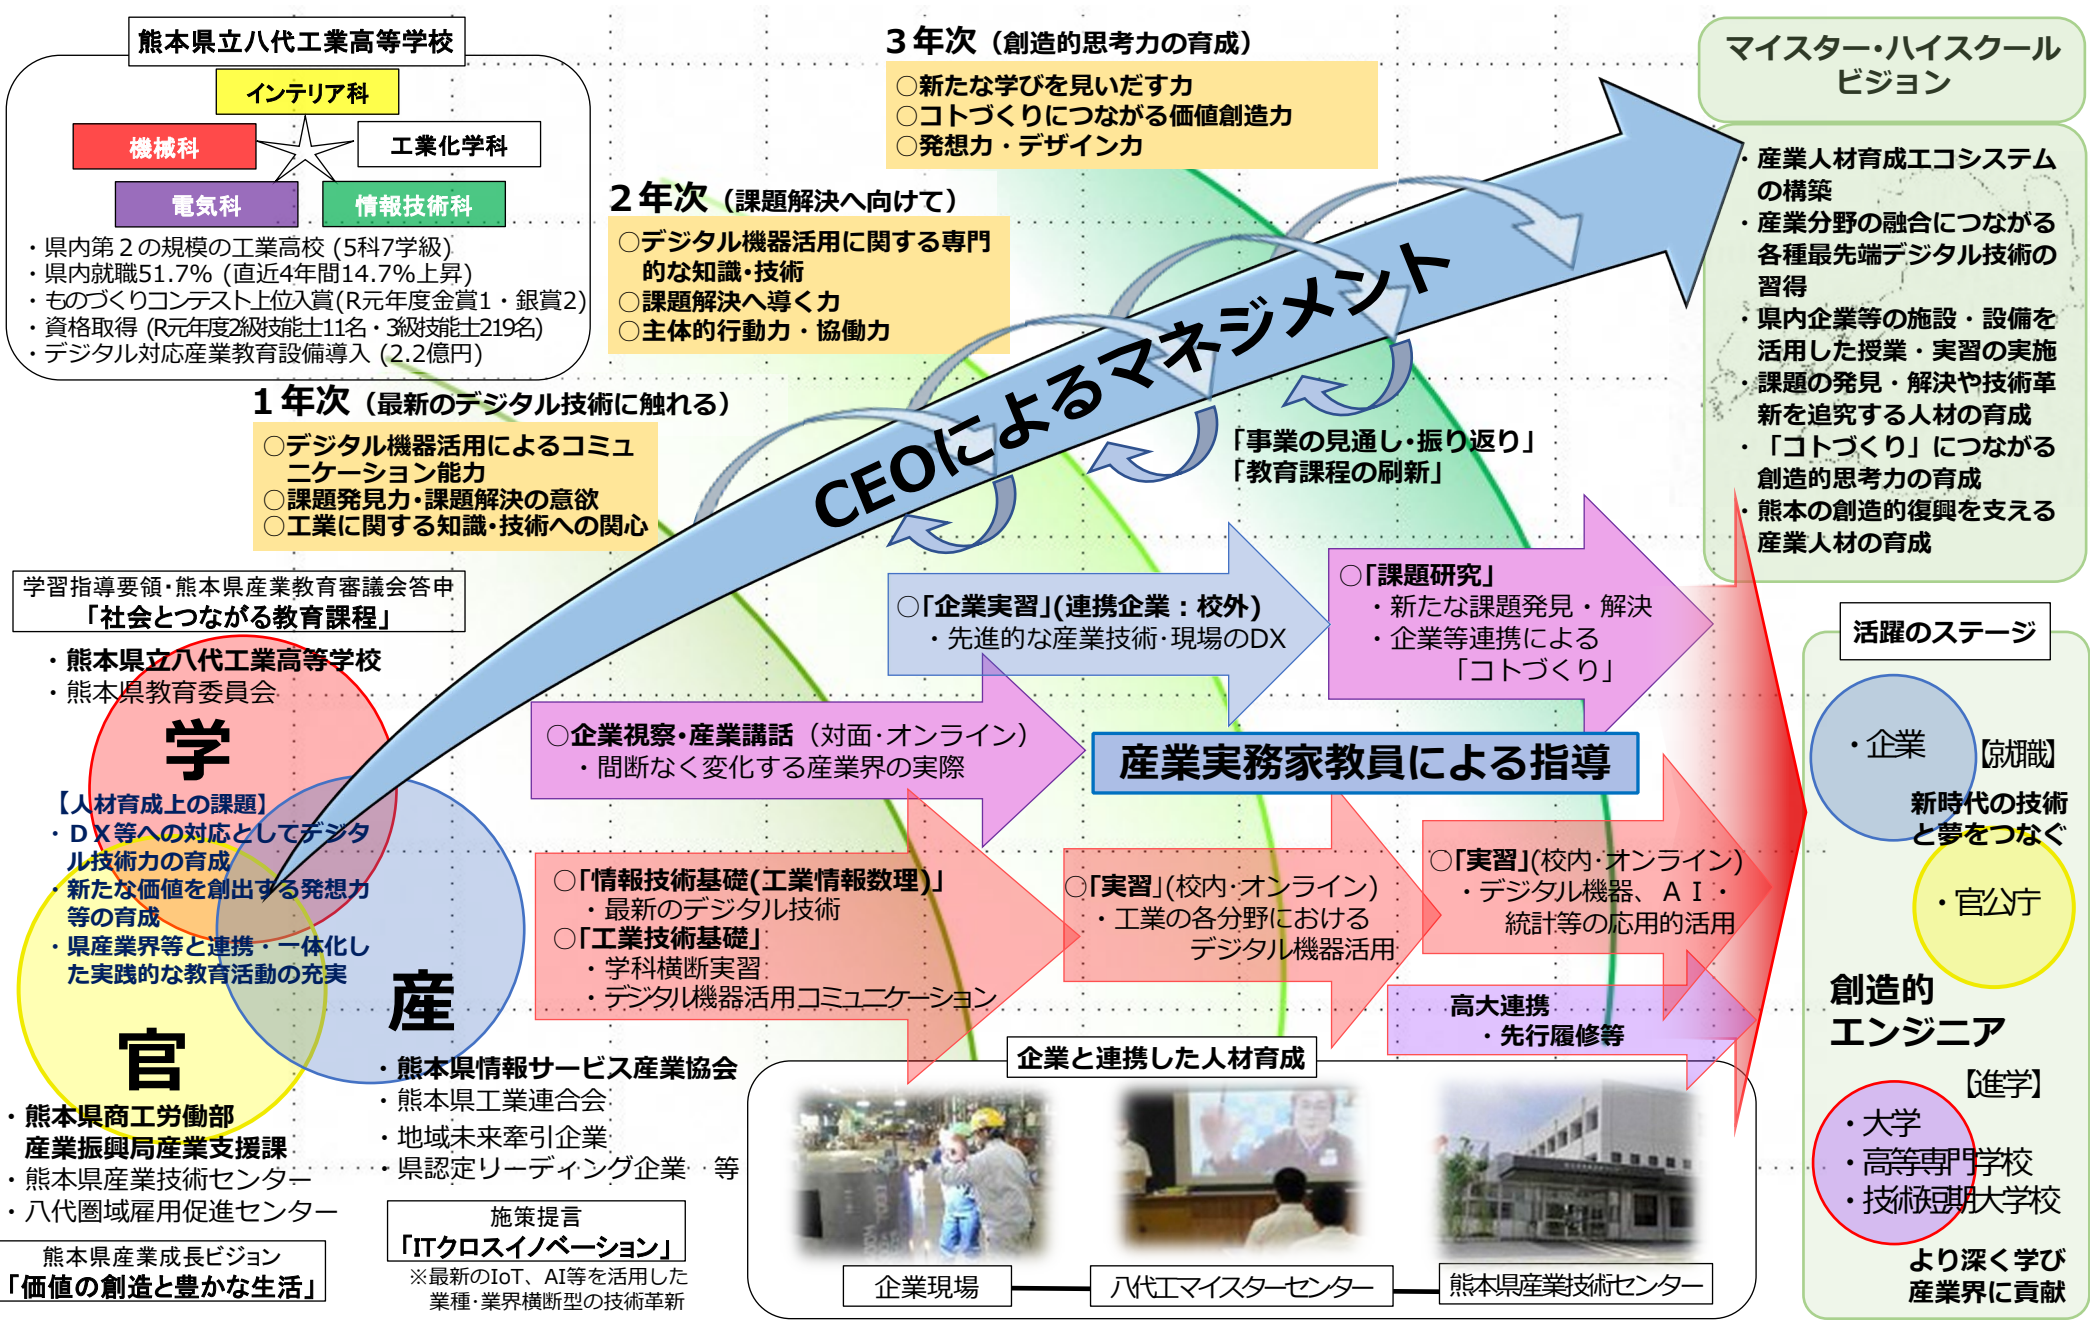 熊本県立八代工業高等学校
インテリア科
機械科
工業化学科
電気科
情報技術科
・県内第２の規模の工業高校 (5科7学級)
・県内就職51.7% (直近4年間14.7%上昇)
・ものづくりコンテスト上位入賞(R元年度金賞1・銀賞2)
・資格取得 (R元年度2級技能士11名・3級技能士219名)
・デジタル対応産業教育設備導入 (2.2億円)
３年次（創造的思考力の育成）
○新たな学びを見いだす力
○コトづくりにつながる価値創造力
○発想力・デザイン力
２年次（課題解決へ向けて）
○デジタル機器活用に関する専門
的な知識・技術
○課題解決へ導く力
○主体的行動力・協働力
１年次（最新のデジタル技術に触れる）
○デジタル機器活用によるコミュ
ニケーション能力
○課題発見力・課題解決の意欲
○工業に関する知識・技術への関心
CEOによるマネジメント
「事業の見通し・振り返り」
「教育課程の刷新」
マイスター・ハイスクール
ビジョン
・産業人材育成エコシステム
の構築
・産業分野の融合につながる
各種最先端デジタル技術の
習得
・県内企業等の施設・設備を
活用した授業・実習の実施
・課題の発見・解決や技術革
新を追究する人材の育成
・「コトづくり」につながる
創造的思考力の育成
・熊本の創造的復興を支える
産業人材の育成
学習指導要領・熊本県産業教育審議会答申
「社会とつながる教育課程」
・熊本県立八代工業高等学校
・熊本県教育委員会
学
【人材育成上の課題】
・ＤＸ等への対応としてデジタ
ル技術力の育成
・新たな価値を創出する発想力
等の育成
・県産業界等と連携・一体化し
た実践的な教育活動の充実
官
産
・熊本県商工労働部
産業振興局産業支援課
・熊本県産業技術センター
・八代圏域雇用促進センター
熊本県産業成長ビジョン
「価値の創造と豊かな生活」
・熊本県情報サービス産業協会
・熊本県工業連合会
・地域未来牽引企業
・県認定リーディング企業　等
施策提言
「ITクロスイノベーション」
※最新のIoT、AI等を活用した
業種・業界横断型の技術革新
○「企業実習」(連携企業：校外)
・先進的な産業技術・現場のDX
○「課題研究」
・新たな課題発見・解決
・企業等連携による
「コトづくり」
○企業視察・産業講話（対面・オンライン）
・間断なく変化する産業界の実際
産業実務家教員による指導
○「情報技術基礎(工業情報数理)」
・最新のデジタル技術
○「工業技術基礎」
・学科横断実習
・デジタル機器活用コミュニケーション
○「実習」(校内・オンライン)
・工業の各分野における
デジタル機器活用
○「実習」(校内・オンライン)
・デジタル機器、ＡＩ・
統計等の応用的活用
高大連携
・先行履修等
企業と連携した人材育成
企業現場
八代工マイスターセンター
熊本県産業技術センター
活躍のステージ
・企業
【就職】
新時代の技術
と夢をつなぐ
・官公庁
創造的
エンジニア
【進学】
・大学
・高等専門学校
・技術短期大学校
より深く学び
産業界に貢献